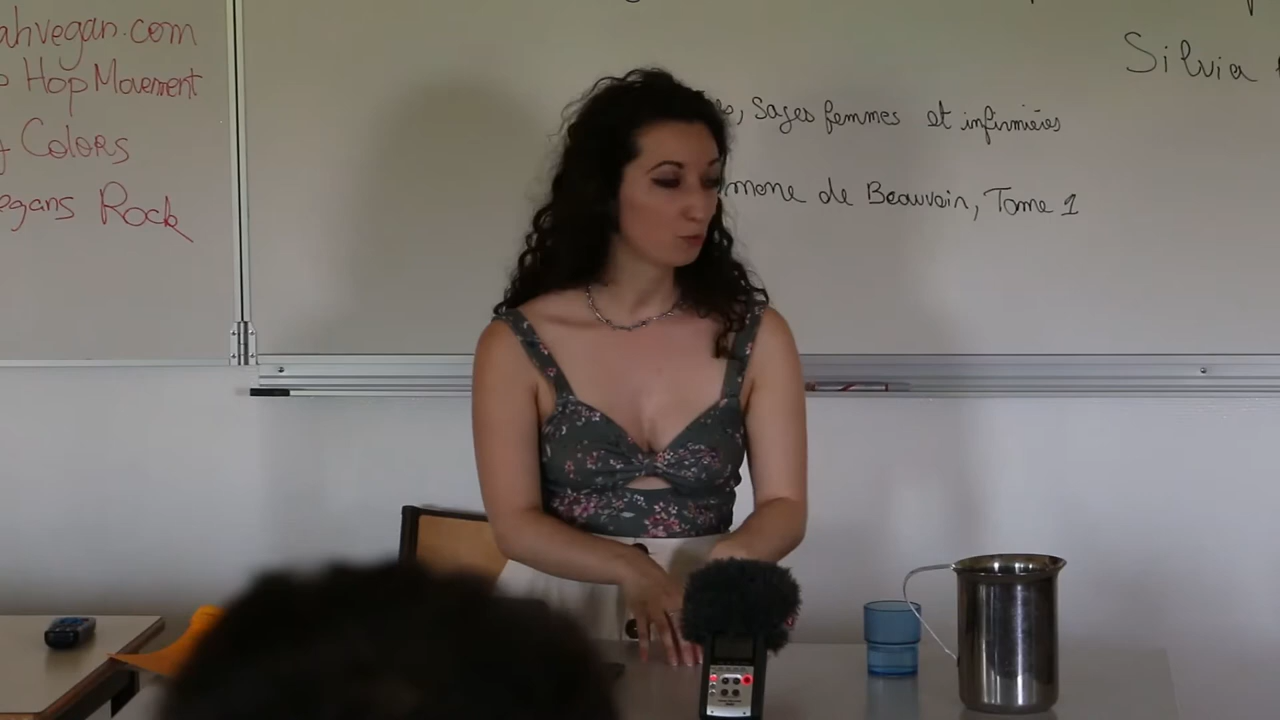 ahvegan.com
Hop Movement
Colors
egans Rock
Silvia
, Sages femmes et infirmières
mone de Beauvoir, Tome 1